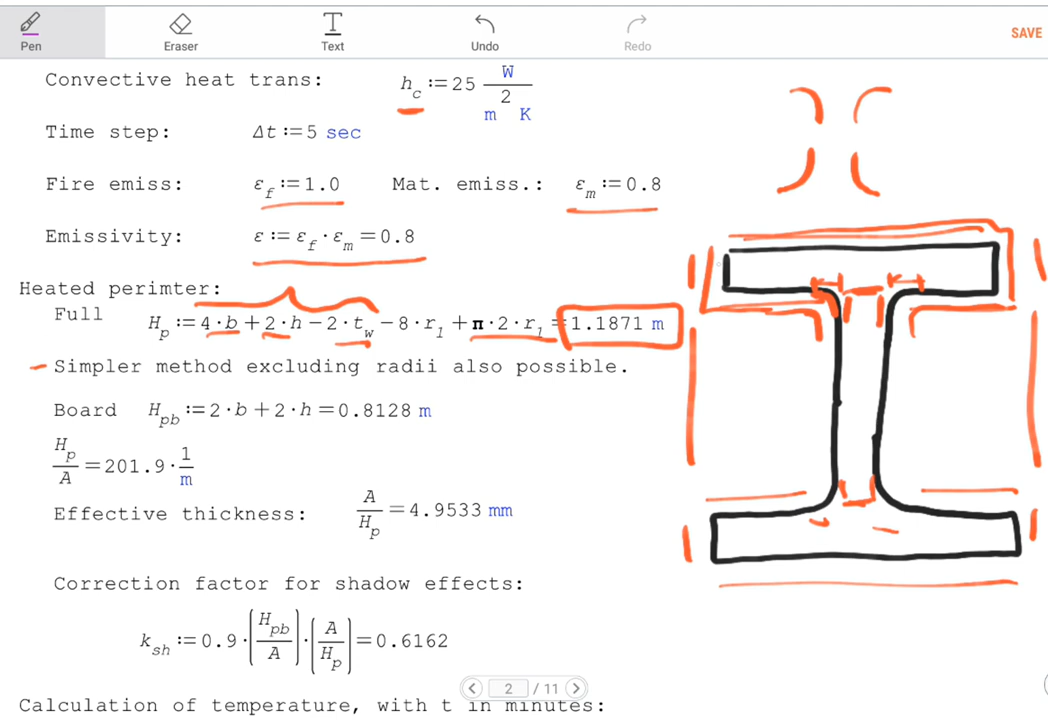 Pen Eraser Text Undo Redo SAVE
Convective heat trans: h_c := 25 W / (m^2 K)
Time step: Δt := 5 sec
Fire emiss: ε_f := 1.0 Mat. emiss.: ε_m := 0.8
Emissivity: ε := ε_f · ε_m = 0.8
Heated perimter:
Full H_p := 4 · b + 2 · h − 2 · t_w − 8 · r_1 + π · 2 · r_1 = 1.1871 m
Simpler method excluding radii also possible.
Board H_pb := 2 · b + 2 · h = 0.8128 m
H_p / A = 201.9 · 1 / m
Effective thickness: A / H_p = 4.9533 mm
Correction factor for shadow effects:
k_sh := 0.9 · (H_pb / A) · (A / H_p) = 0.6162
2 / 11
Calculation of temperature, with t in minutes: